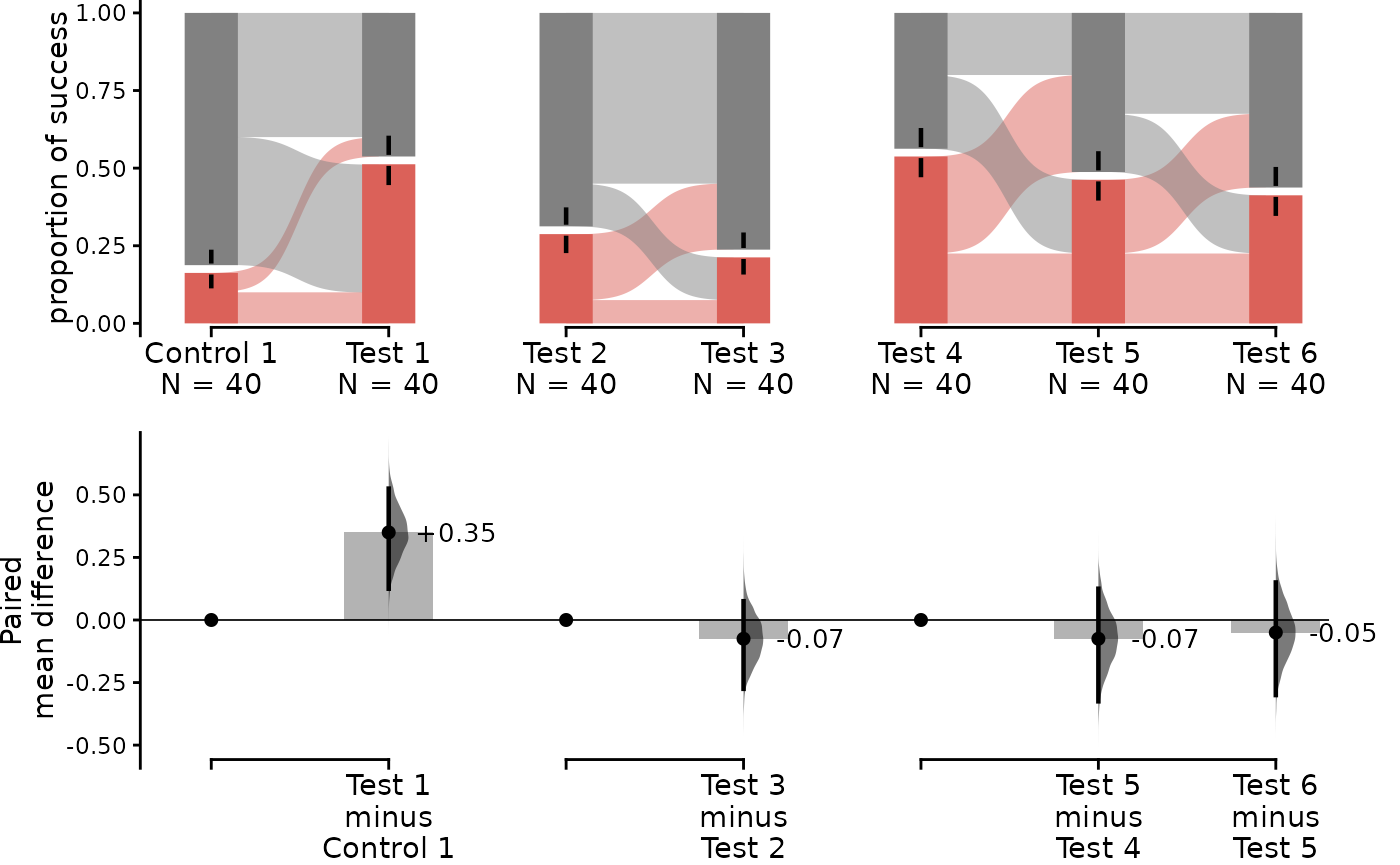 proportion of success
1.00
0.75
0.50
0.25
0.00
Control 1
N = 40
Test 1
N = 40
Test 2
N = 40
Test 3
N = 40
Test 4
N = 40
Test 5
N = 40
Test 6
N = 40
Paired
mean difference
0.50
0.25
0.00
-0.25
-0.50
+0.35
-0.07
-0.07
-0.05
Test 1
minus
Control 1
Test 3
minus
Test 2
Test 5
minus
Test 4
Test 6
minus
Test 5